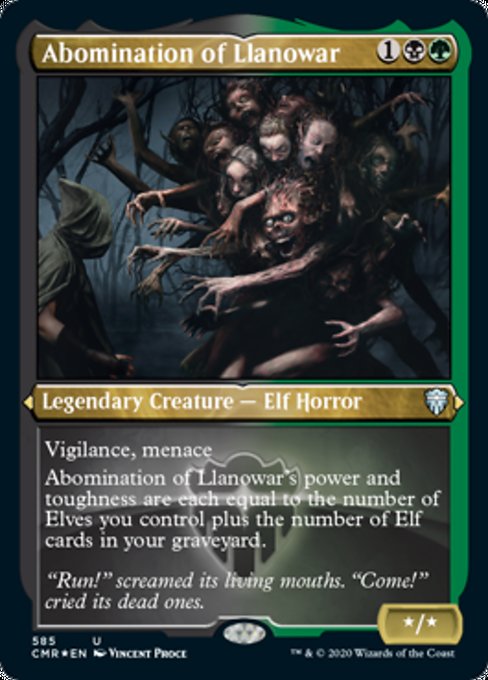 Abomination of Llanowar 1
Legendary Creature — Elf Horror
Vigilance, menace
Abomination of Llanowar's power and
toughness are each equal to the number of
Elves you control plus the number of Elf
cards in your graveyard.
“Run!” screamed its living mouths. “Come!”
cried its dead ones.
*/*
585 U
CMR★EN Vincent Proce ™ & © 2020 Wizards of the Coast